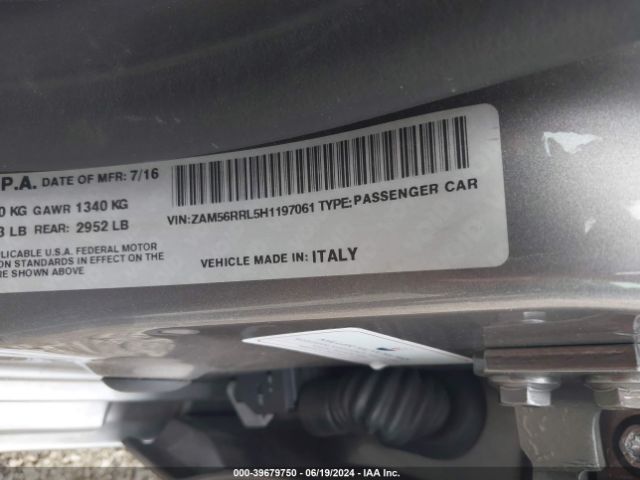 P.A. DATE OF MFR: 7/16
0 KG GAWR 1340 KG
3 LB REAR: 2952 LB
VIN:ZAM56RRL5H1197061 TYPE:PASSENGER CAR
PLICABLE U.S.A. FEDERAL MOTOR
ON STANDARDS IN EFFECT ON THE
RE SHOWN ABOVE
VEHICLE MADE IN: ITALY
000-39679750 - 06/19/2024 - IAA Inc.